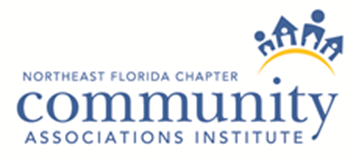 NORTHEAST FLORIDA CHAPTER
community
ASSOCIATIONS INSTITUTE